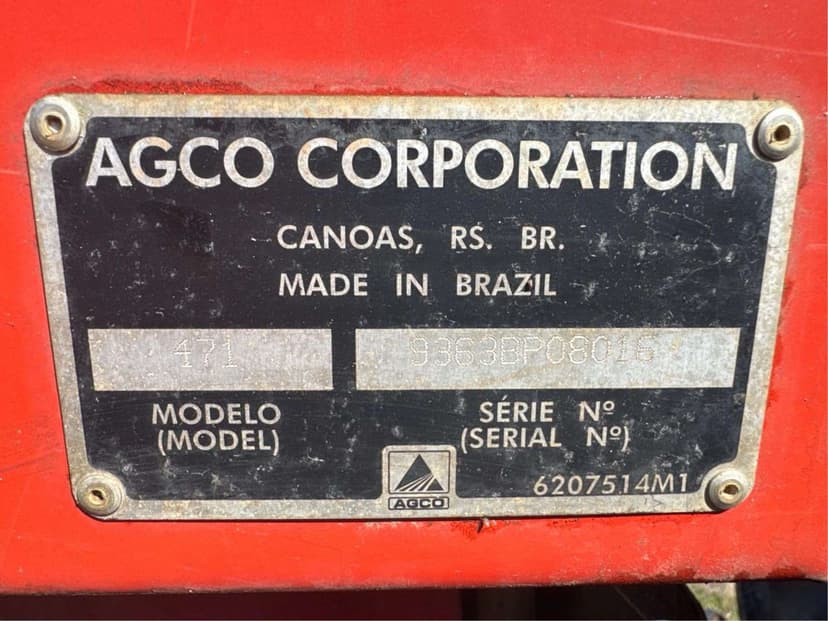 AGCO CORPORATION
CANOAS, RS. BR.
MADE IN BRAZIL
471 9363BP08016
MODELO SÉRIE Nº
(MODEL) (SERIAL Nº)
AGCO 6207514M1